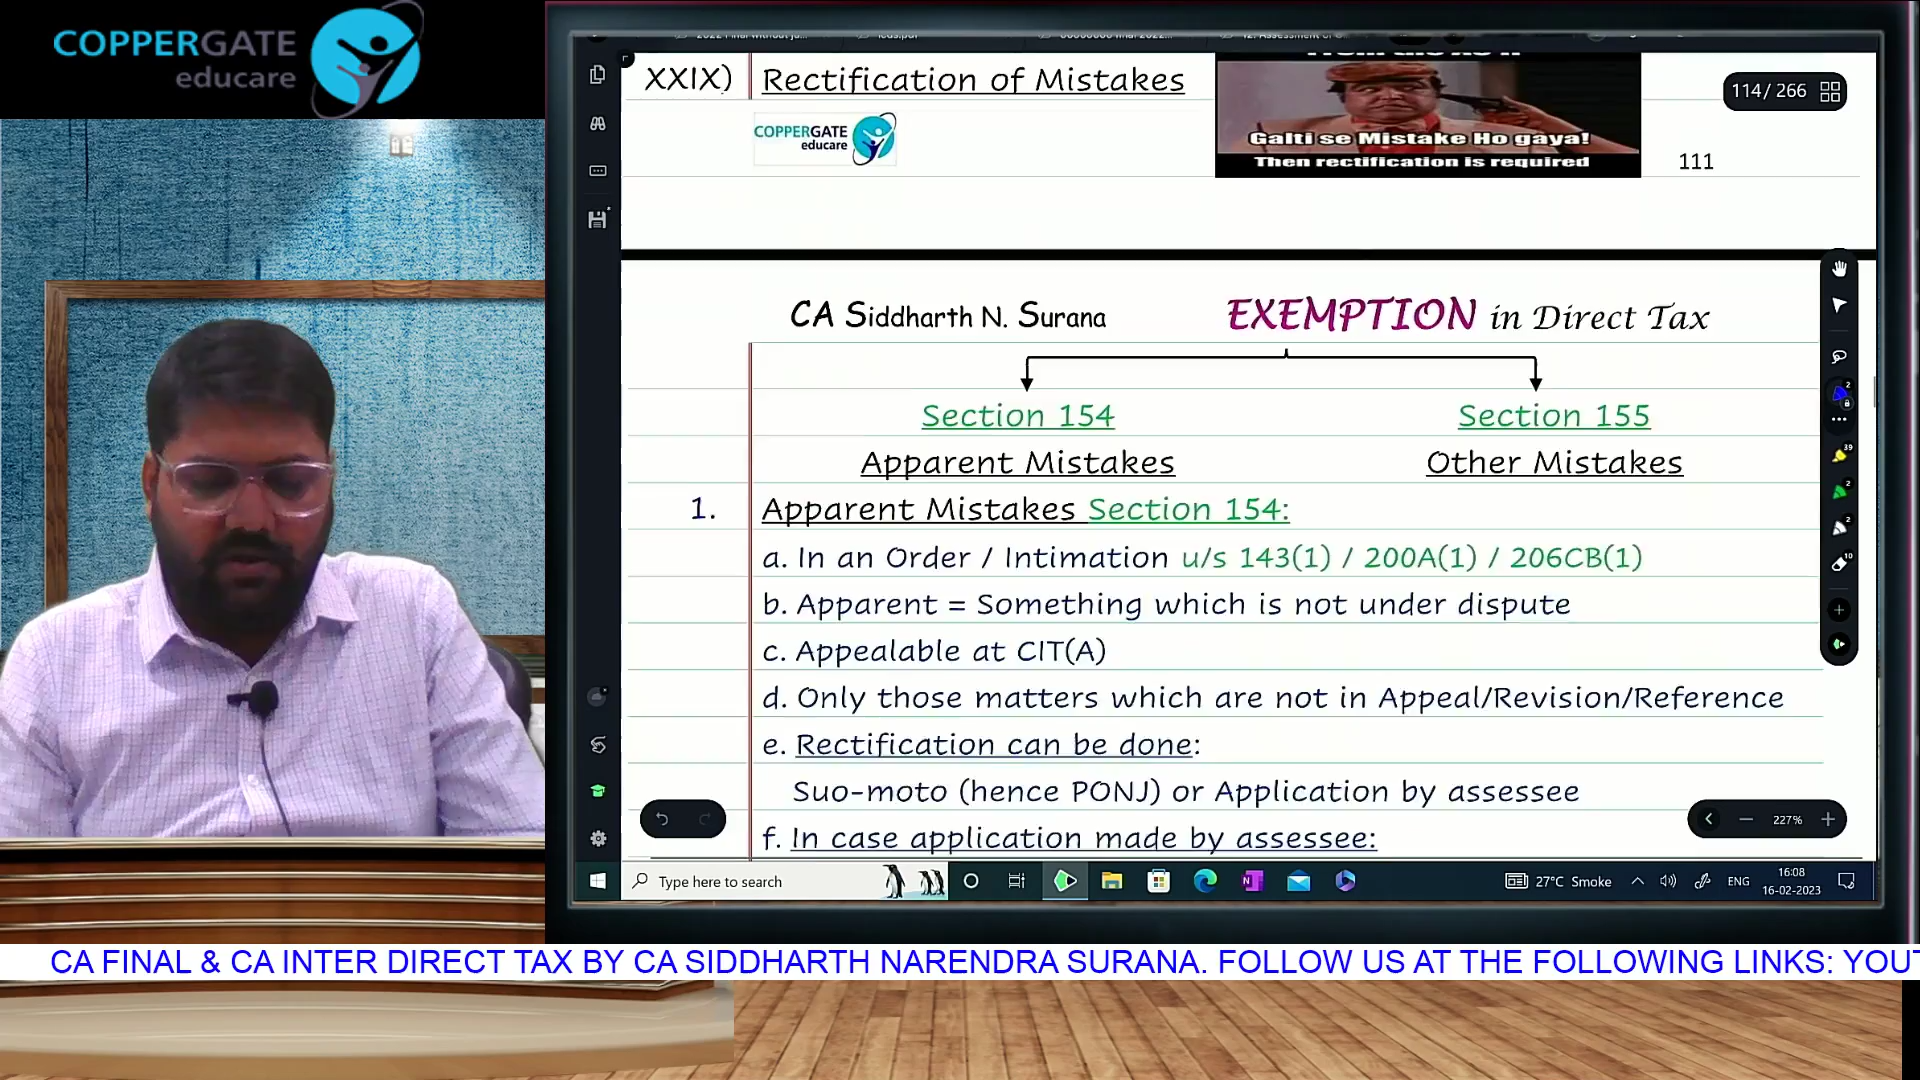 COPPERGATE
educare
XXIX)
Rectification of Mistakes
COPPERGATE
educare
Galti se Mistake Ho gaya!
Then rectification is required
114/ 266
111
CA Siddharth N. Surana
EXEMPTION in Direct Tax
Section 154
Section 155
Apparent Mistakes
Other Mistakes
1. Apparent Mistakes Section 154:
a. In an Order / Intimation u/s 143(1) / 200A(1) / 206CB(1)
b. Apparent = Something which is not under dispute
c. Appealable at CIT(A)
d. Only those matters which are not in Appeal/Revision/Reference
e. Rectification can be done:
Suo-moto (hence PONJ) or Application by assessee
f. In case application made by assessee:
227%
Type here to search
27°C Smoke
ENG
16:08
16-02-2023
CA FINAL & CA INTER DIRECT TAX BY CA SIDDHARTH NARENDRA SURANA. FOLLOW US AT THE FOLLOWING LINKS: YOUT